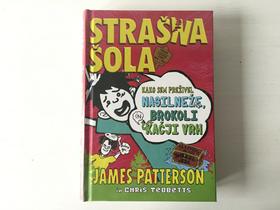 STRAŠNA
ŠOLA
KAKO SEM PREŽIVEL
NASILNEŽE,
BROKOLI
IN
KAČJI VRH
JAMES PATTERSON
in CHRIS TEBBETTS